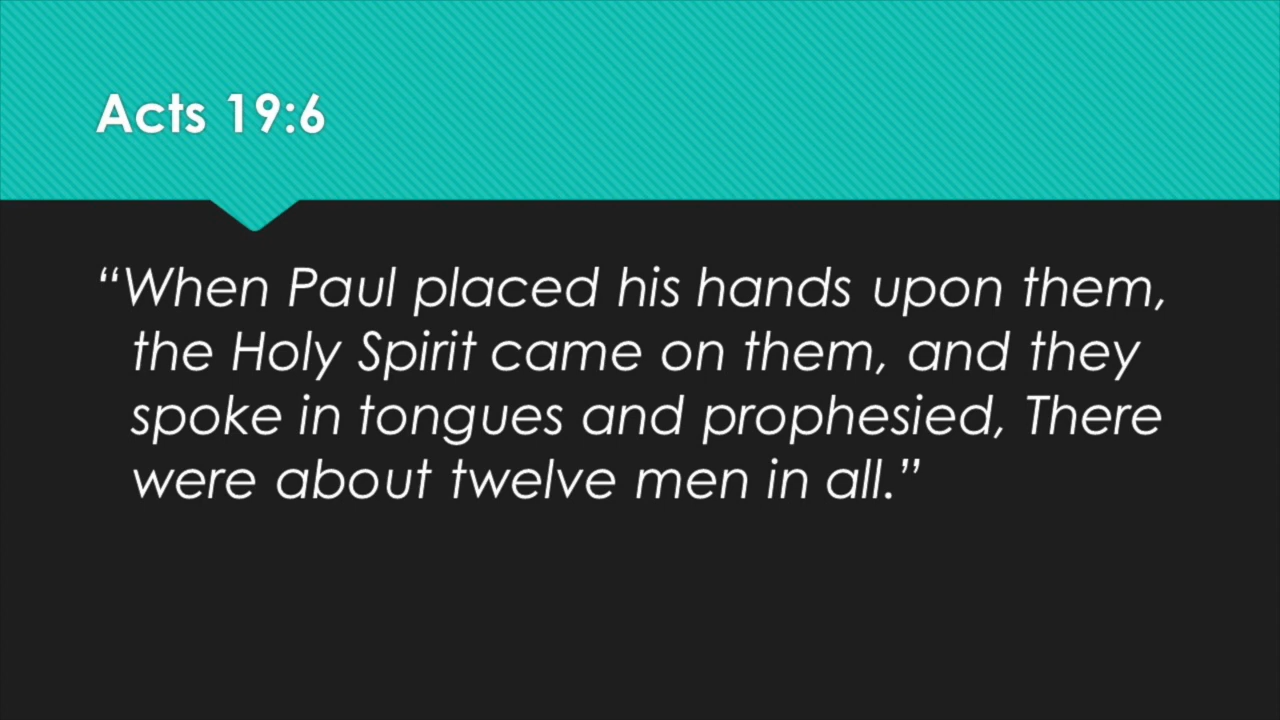 Acts 19:6
“When Paul placed his hands upon them,
the Holy Spirit came on them, and they
spoke in tongues and prophesied, There
were about twelve men in all.”